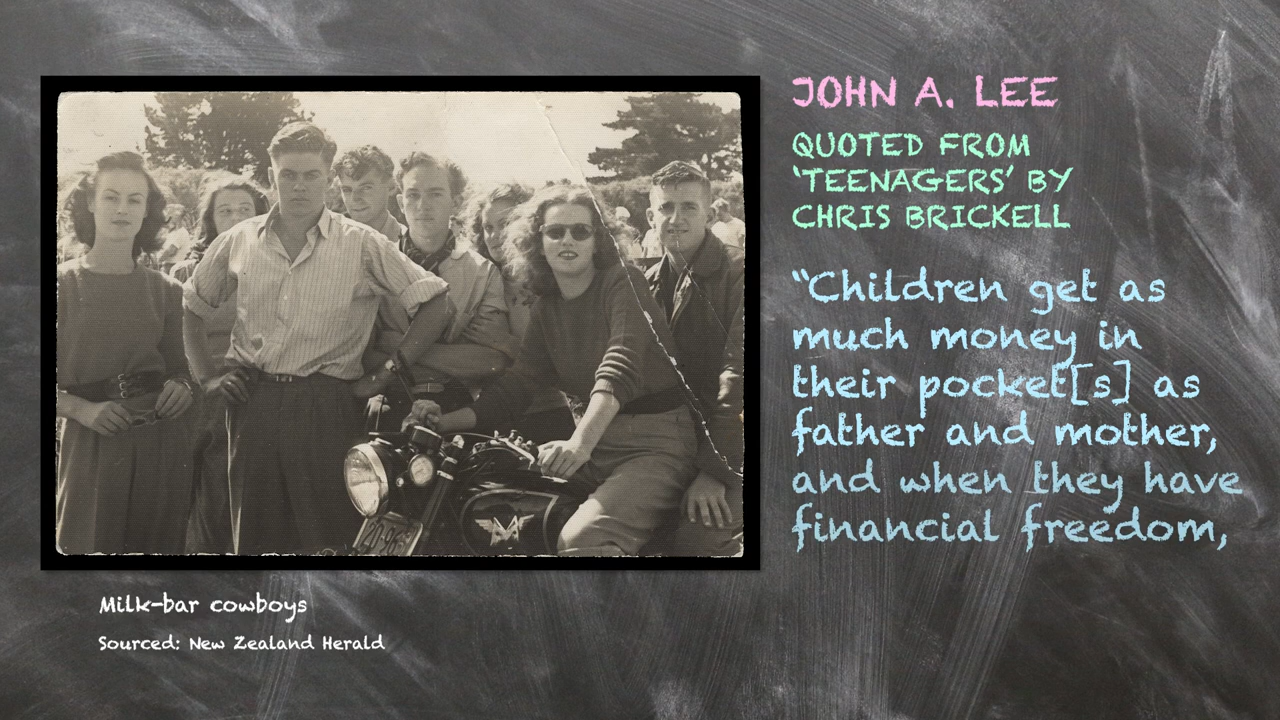 JOHN A. LEE
QUOTED FROM
‘TEENAGERS’ BY
CHRIS BRICKELL
“Children get as
much money in
their pocket[s] as
father and mother,
and when they have
financial freedom,
Milk-bar cowboys
Sourced: New Zealand Herald